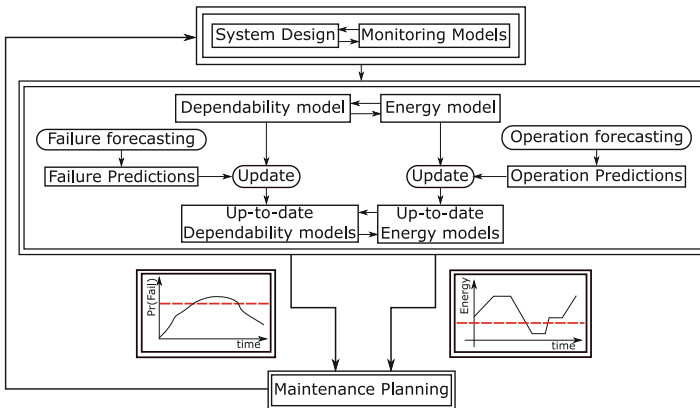 System Design
Monitoring Models
Dependability model
Energy model
Failure forecasting
Operation forecasting
Failure Predictions
Update
Update
Operation Predictions
Up-to-date
Dependability models
Up-to-date
Energy models
Pr(Fail)
time
Energy
time
Maintenance Planning